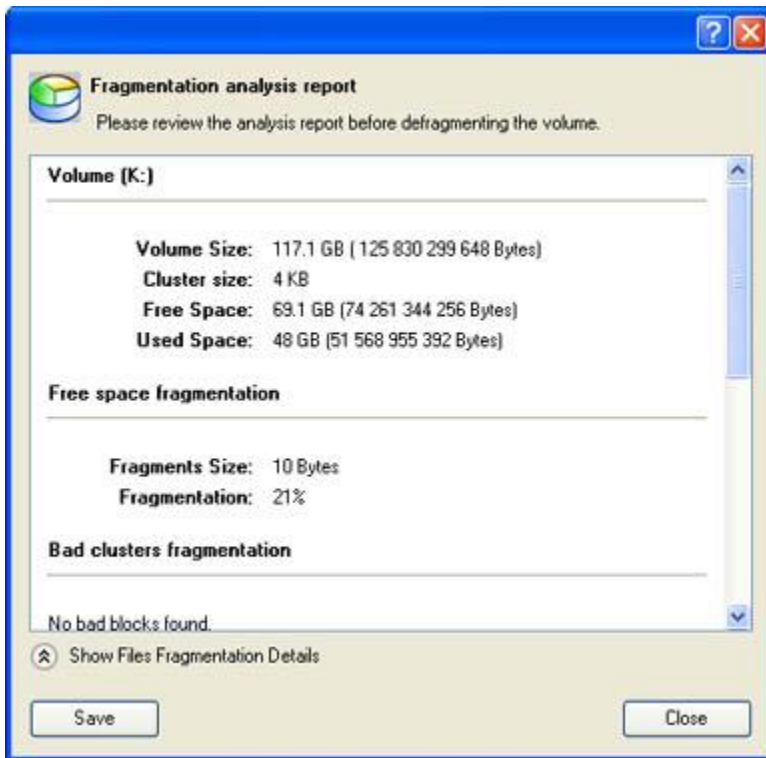 Fragmentation analysis report
Please review the analysis report before defragmenting the volume.
Volume (K:)
Volume Size: 117.1 GB ( 125 830 299 648 Bytes)
Cluster size: 4 KB
Free Space: 69.1 GB (74 261 344 256 Bytes)
Used Space: 48 GB (51 568 955 392 Bytes)
Free space fragmentation
Fragments Size: 10 Bytes
Fragmentation: 21%
Bad clusters fragmentation
No bad blocks found.
Show Files Fragmentation Details
Save
Close